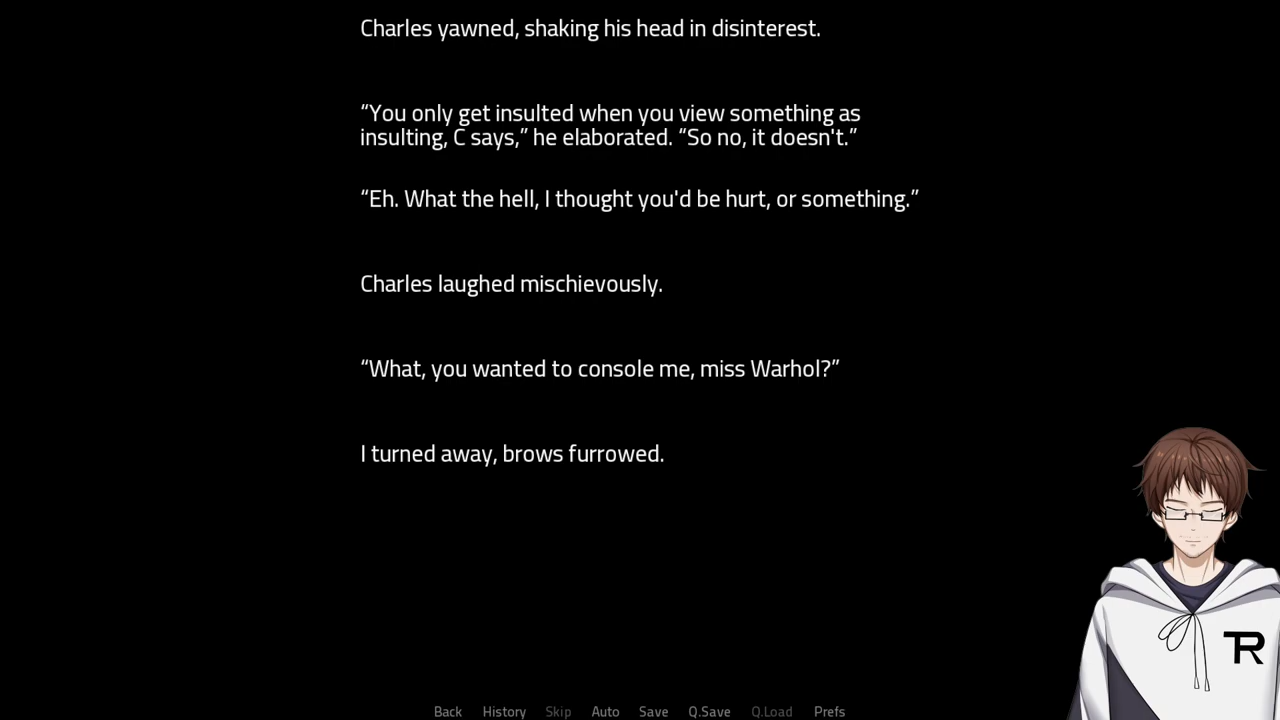 Charles yawned, shaking his head in disinterest.
“You only get insulted when you view something as
insulting, C says,” he elaborated. “So no, it doesn't.”
“Eh. What the hell, I thought you'd be hurt, or something.”
Charles laughed mischievously.
“What, you wanted to console me, miss Warhol?”
I turned away, brows furrowed.
TR
Back History Skip Auto Save Q.Save Q.Load Prefs